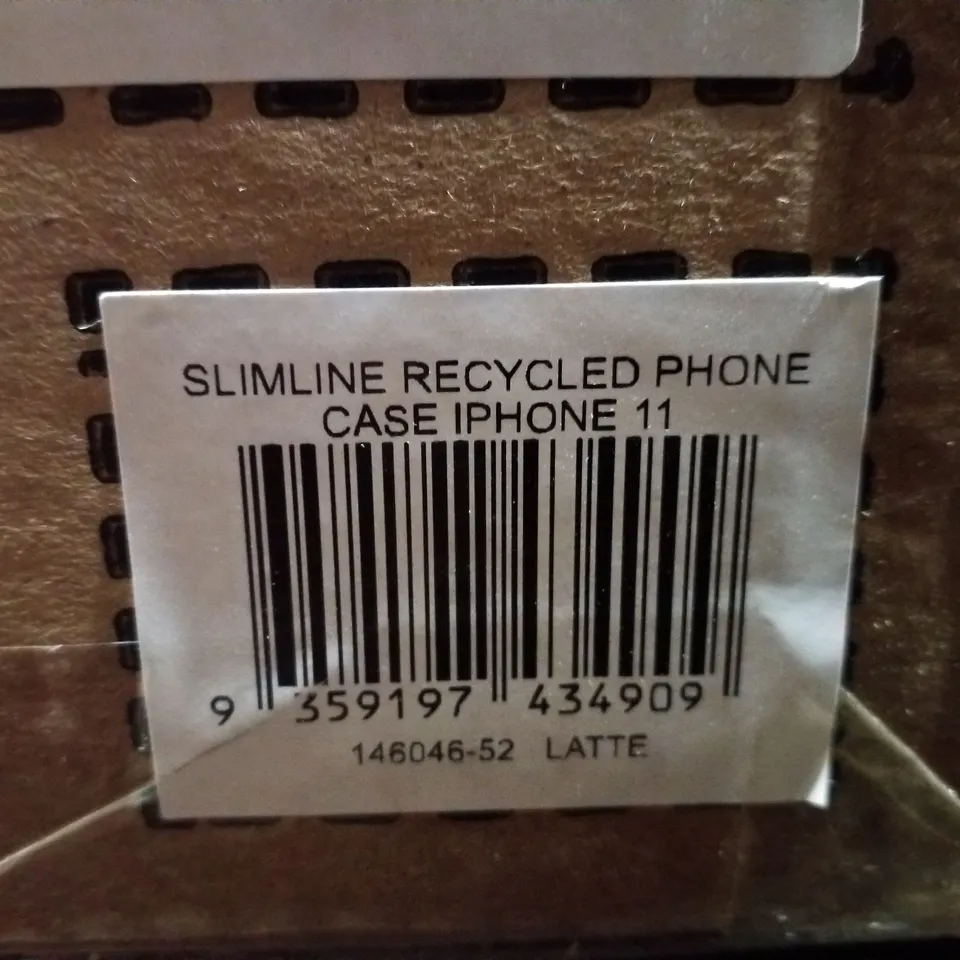 SLIMLINE RECYCLED PHONE
CASE IPHONE 11
9 359197 434909
146046-52 LATTE